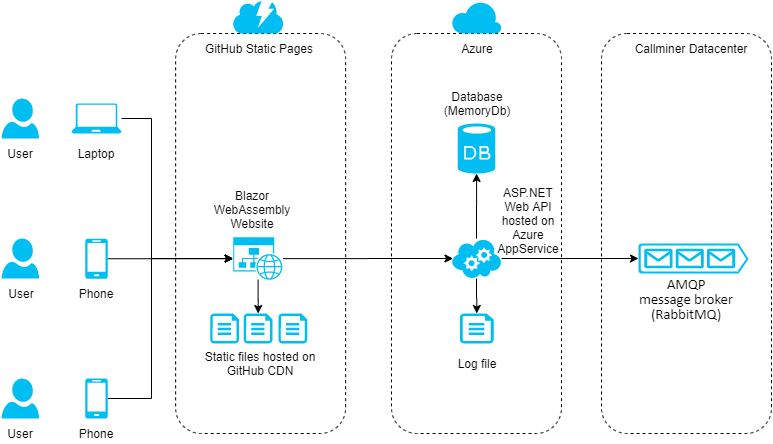 GitHub Static Pages
Azure
Callminer Datacenter
User
Laptop
User
Phone
User
Phone
Blazor
WebAssembly
Website
Static files hosted on
GitHub CDN
Database
(MemoryDb)
DB
ASP.NET
Web API
hosted on
Azure
AppService
Log file
AMQP
message broker
(RabbitMQ)